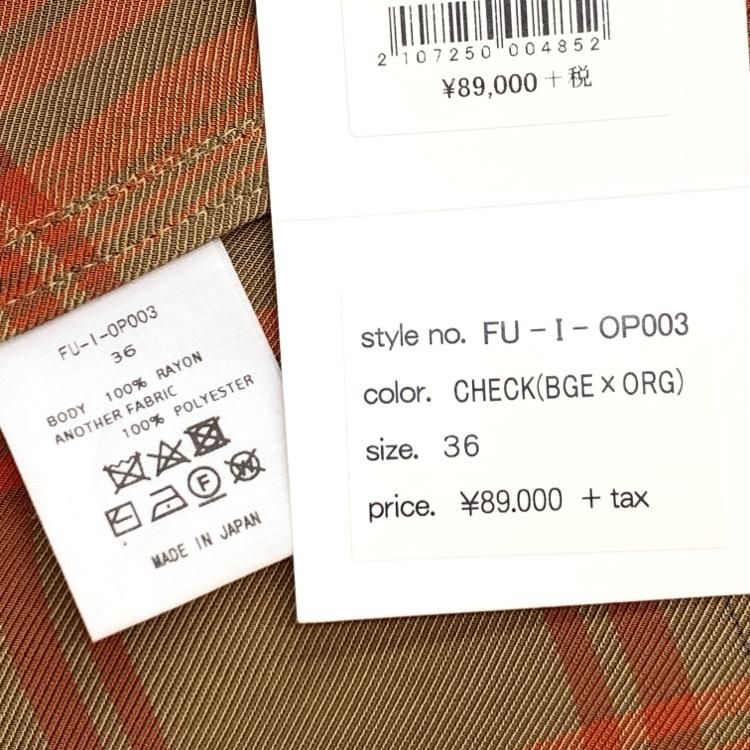 2 107250 004852
¥89,000+税
style no. FU-I-OP003
color. CHECK(BGE×ORG)
size. 36
price. ¥89.000 + tax
FU-I-OP003
36
BODY 100% RAYON
ANOTHER FABRIC
100% POLYESTER
F
W
MADE IN JAPAN